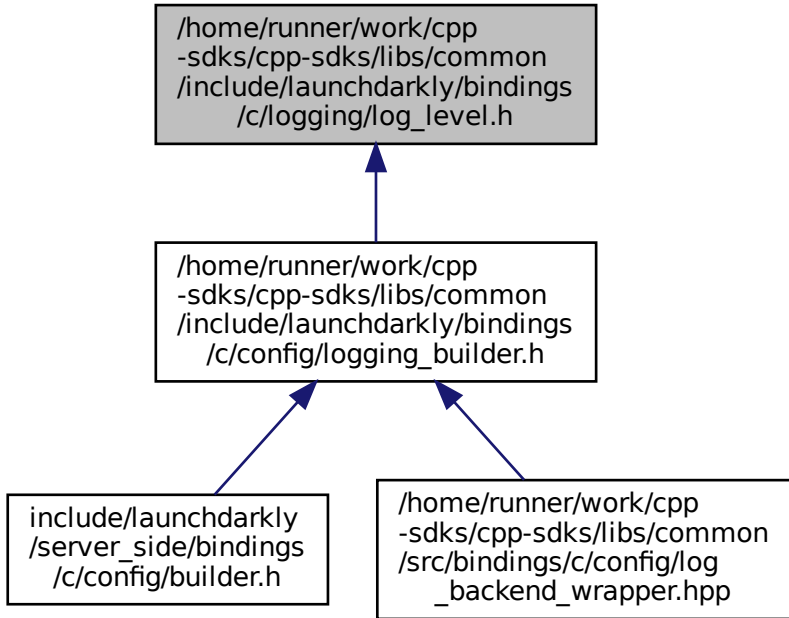 /home/runner/work/cpp
-sdks/cpp-sdks/libs/common
/include/launchdarkly/bindings
/c/logging/log_level.h
/home/runner/work/cpp
-sdks/cpp-sdks/libs/common
/include/launchdarkly/bindings
/c/config/logging_builder.h
include/launchdarkly
/server_side/bindings
/c/config/builder.h
/home/runner/work/cpp
-sdks/cpp-sdks/libs/common
/src/bindings/c/config/log
_backend_wrapper.hpp